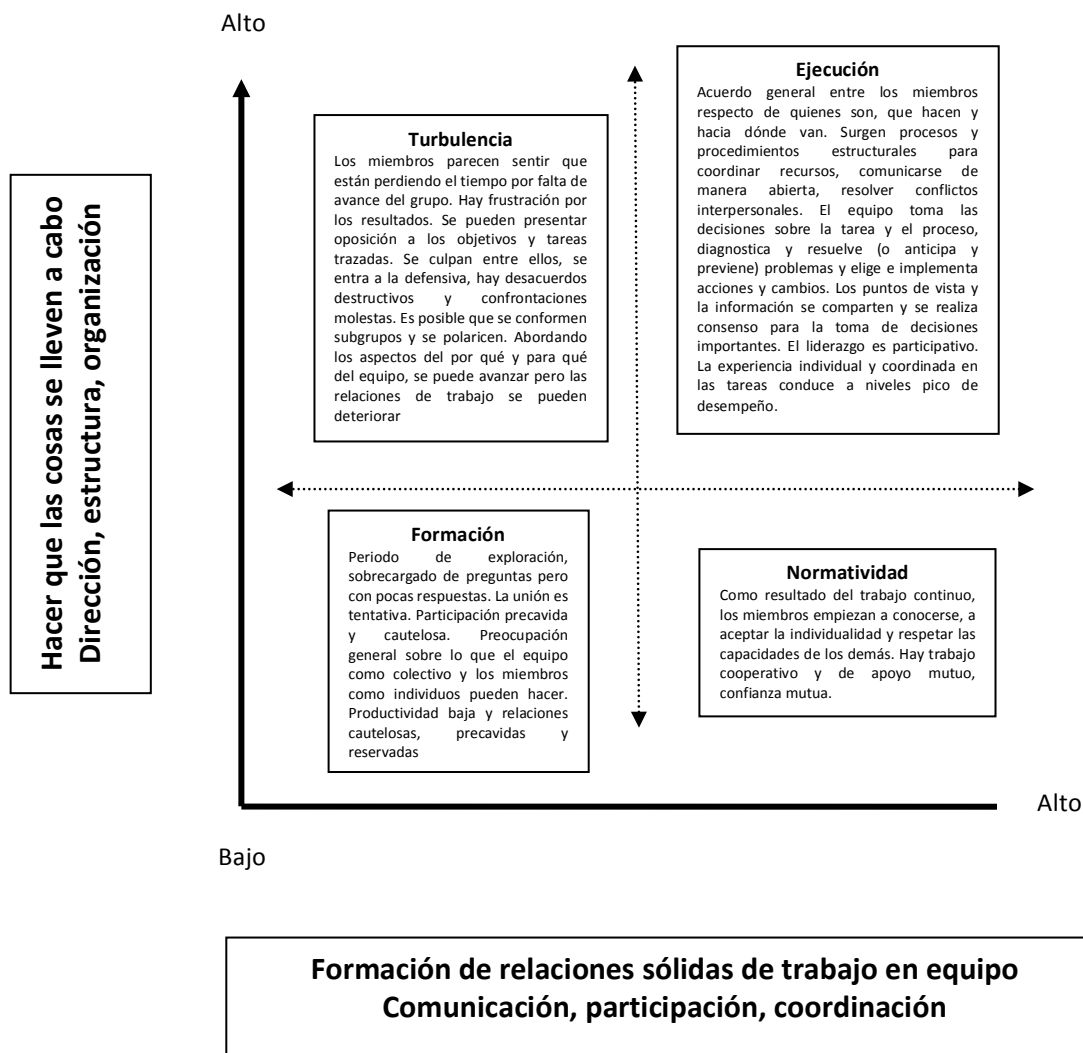 Alto
Hacer que las cosas se lleven a cabo
Dirección, estructura, organización
Turbulencia
Los miembros parecen sentir que
están perdiendo el tiempo por falta de
avance del grupo. Hay frustración por
los resultados. Se pueden presentar
oposición a los objetivos y tareas
trazadas. Se culpan entre ellos, se
entra a la defensiva, hay desacuerdos
destructivos y confrontaciones
molestas. Es posible que se conformen
subgrupos y se polaricen. Abordando
los aspectos del por qué y para qué
del equipo, se puede avanzar pero las
relaciones de trabajo se pueden
deteriorar
Ejecución
Acuerdo general entre los miembros
respecto de quienes son, que hacen y
hacia dónde van. Surgen procesos y
procedimientos estructurales para
coordinar recursos, comunicarse de
manera abierta, resolver conflictos
interpersonales. El equipo toma las
decisiones sobre la tarea y el proceso,
diagnostica y resuelve (o anticipa y
previene) problemas y elige e implementa
acciones y cambios. Los puntos de vista y
la información se comparten y se realiza
consenso para la toma de decisiones
importantes. El liderazgo es participativo.
La experiencia individual y coordinada en
las tareas conduce a niveles pico de
desempeño.
Formación
Periodo de exploración,
sobrecargado de preguntas pero
con pocas respuestas. La unión es
tentativa. Participación precavida
y cautelosa. Preocupación
general sobre lo que el equipo
como colectivo y los miembros
como individuos pueden hacer.
Productividad baja y relaciones
cautelosas, precavidas y
reservadas
Normatividad
Como resultado del trabajo continuo,
los miembros empiezan a conocerse, a
aceptar la individualidad y respetar las
capacidades de los demás. Hay trabajo
cooperativo y de apoyo mutuo,
confianza mutua.
Alto
Bajo
Formación de relaciones sólidas de trabajo en equipo
Comunicación, participación, coordinación